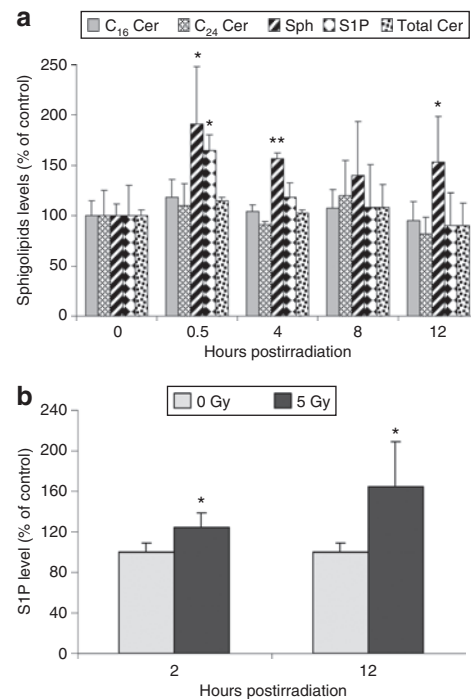 a
C16 Cer C24 Cer Sph S1P Total Cer
250
200
150
100
50
0
Sphigolipids levels (% of control)
*
*
**
*
0 0.5 4 8 12
Hours postirradiation
b
0 Gy 5 Gy
240
200
160
120
80
40
0
S1P level (% of control)
*
*
2 12
Hours postirradiation